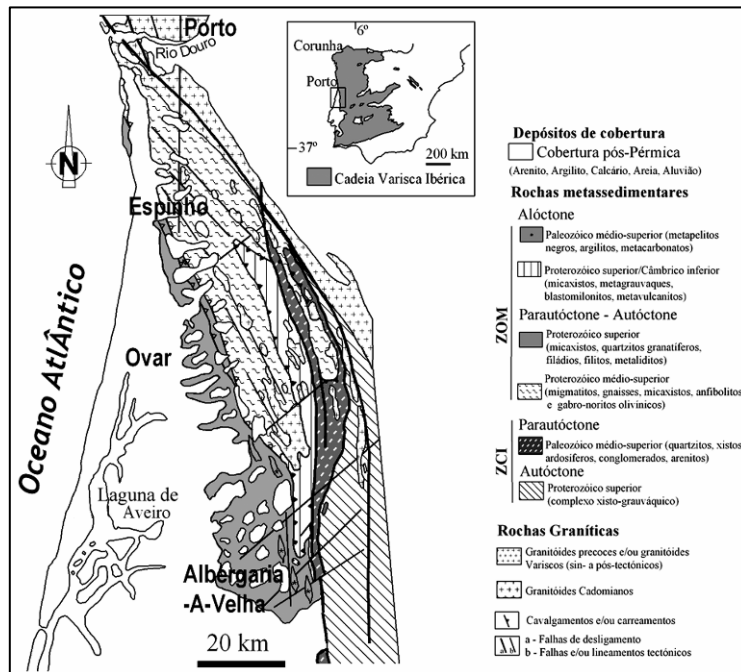 Porto
Rio Douro
Espinho
Ovar
Oceano Atlântico
Laguna de
Aveiro
Albergaria
-A-Velha
20 km
N
6º
Corunha
Porto
37º
200 km
Cadeia Varisca Ibérica
Depósitos de cobertura
Cobertura pós-Pérmica
(Arenito, Argilito, Calcário, Areia, Aluvião)
Rochas metassedimentares
ZOM
Alóctone
Paleozóico médio-superior (metapelitos
negros, argilitos, metacarbonatos)
Proterozóico superior/Câmbrico inferior
(micaxistos, metagrauvaques,
blastomilonitos, metavulcanitos)
Parautóctone - Autóctone
Proterozóico superior
(micaxistos, quartzitos granatíferos,
filádios, filitos, metaliditos)
Proterozóico médio-superior
(migmatitos, gnaisses, micaxistos, anfibolitos
e gabro-noritos olivínicos)
ZCI
Parautóctone
Paleozóico médio-superior (quartzitos, xistos
ardosíferos, conglomerados, arenitos)
Autóctone
Proterozóico superior
(complexo xisto-grauváquico)
Rochas Graníticas
Granitóides precoces e/ou granitóides
Variscos (sin- a pós-tectónicos)
Granitóides Cadomianos
Cavalgamentos e/ou carreamentos
a b
a - Falhas de desligamento
b - Falhas e/ou lineamentos tectónicos